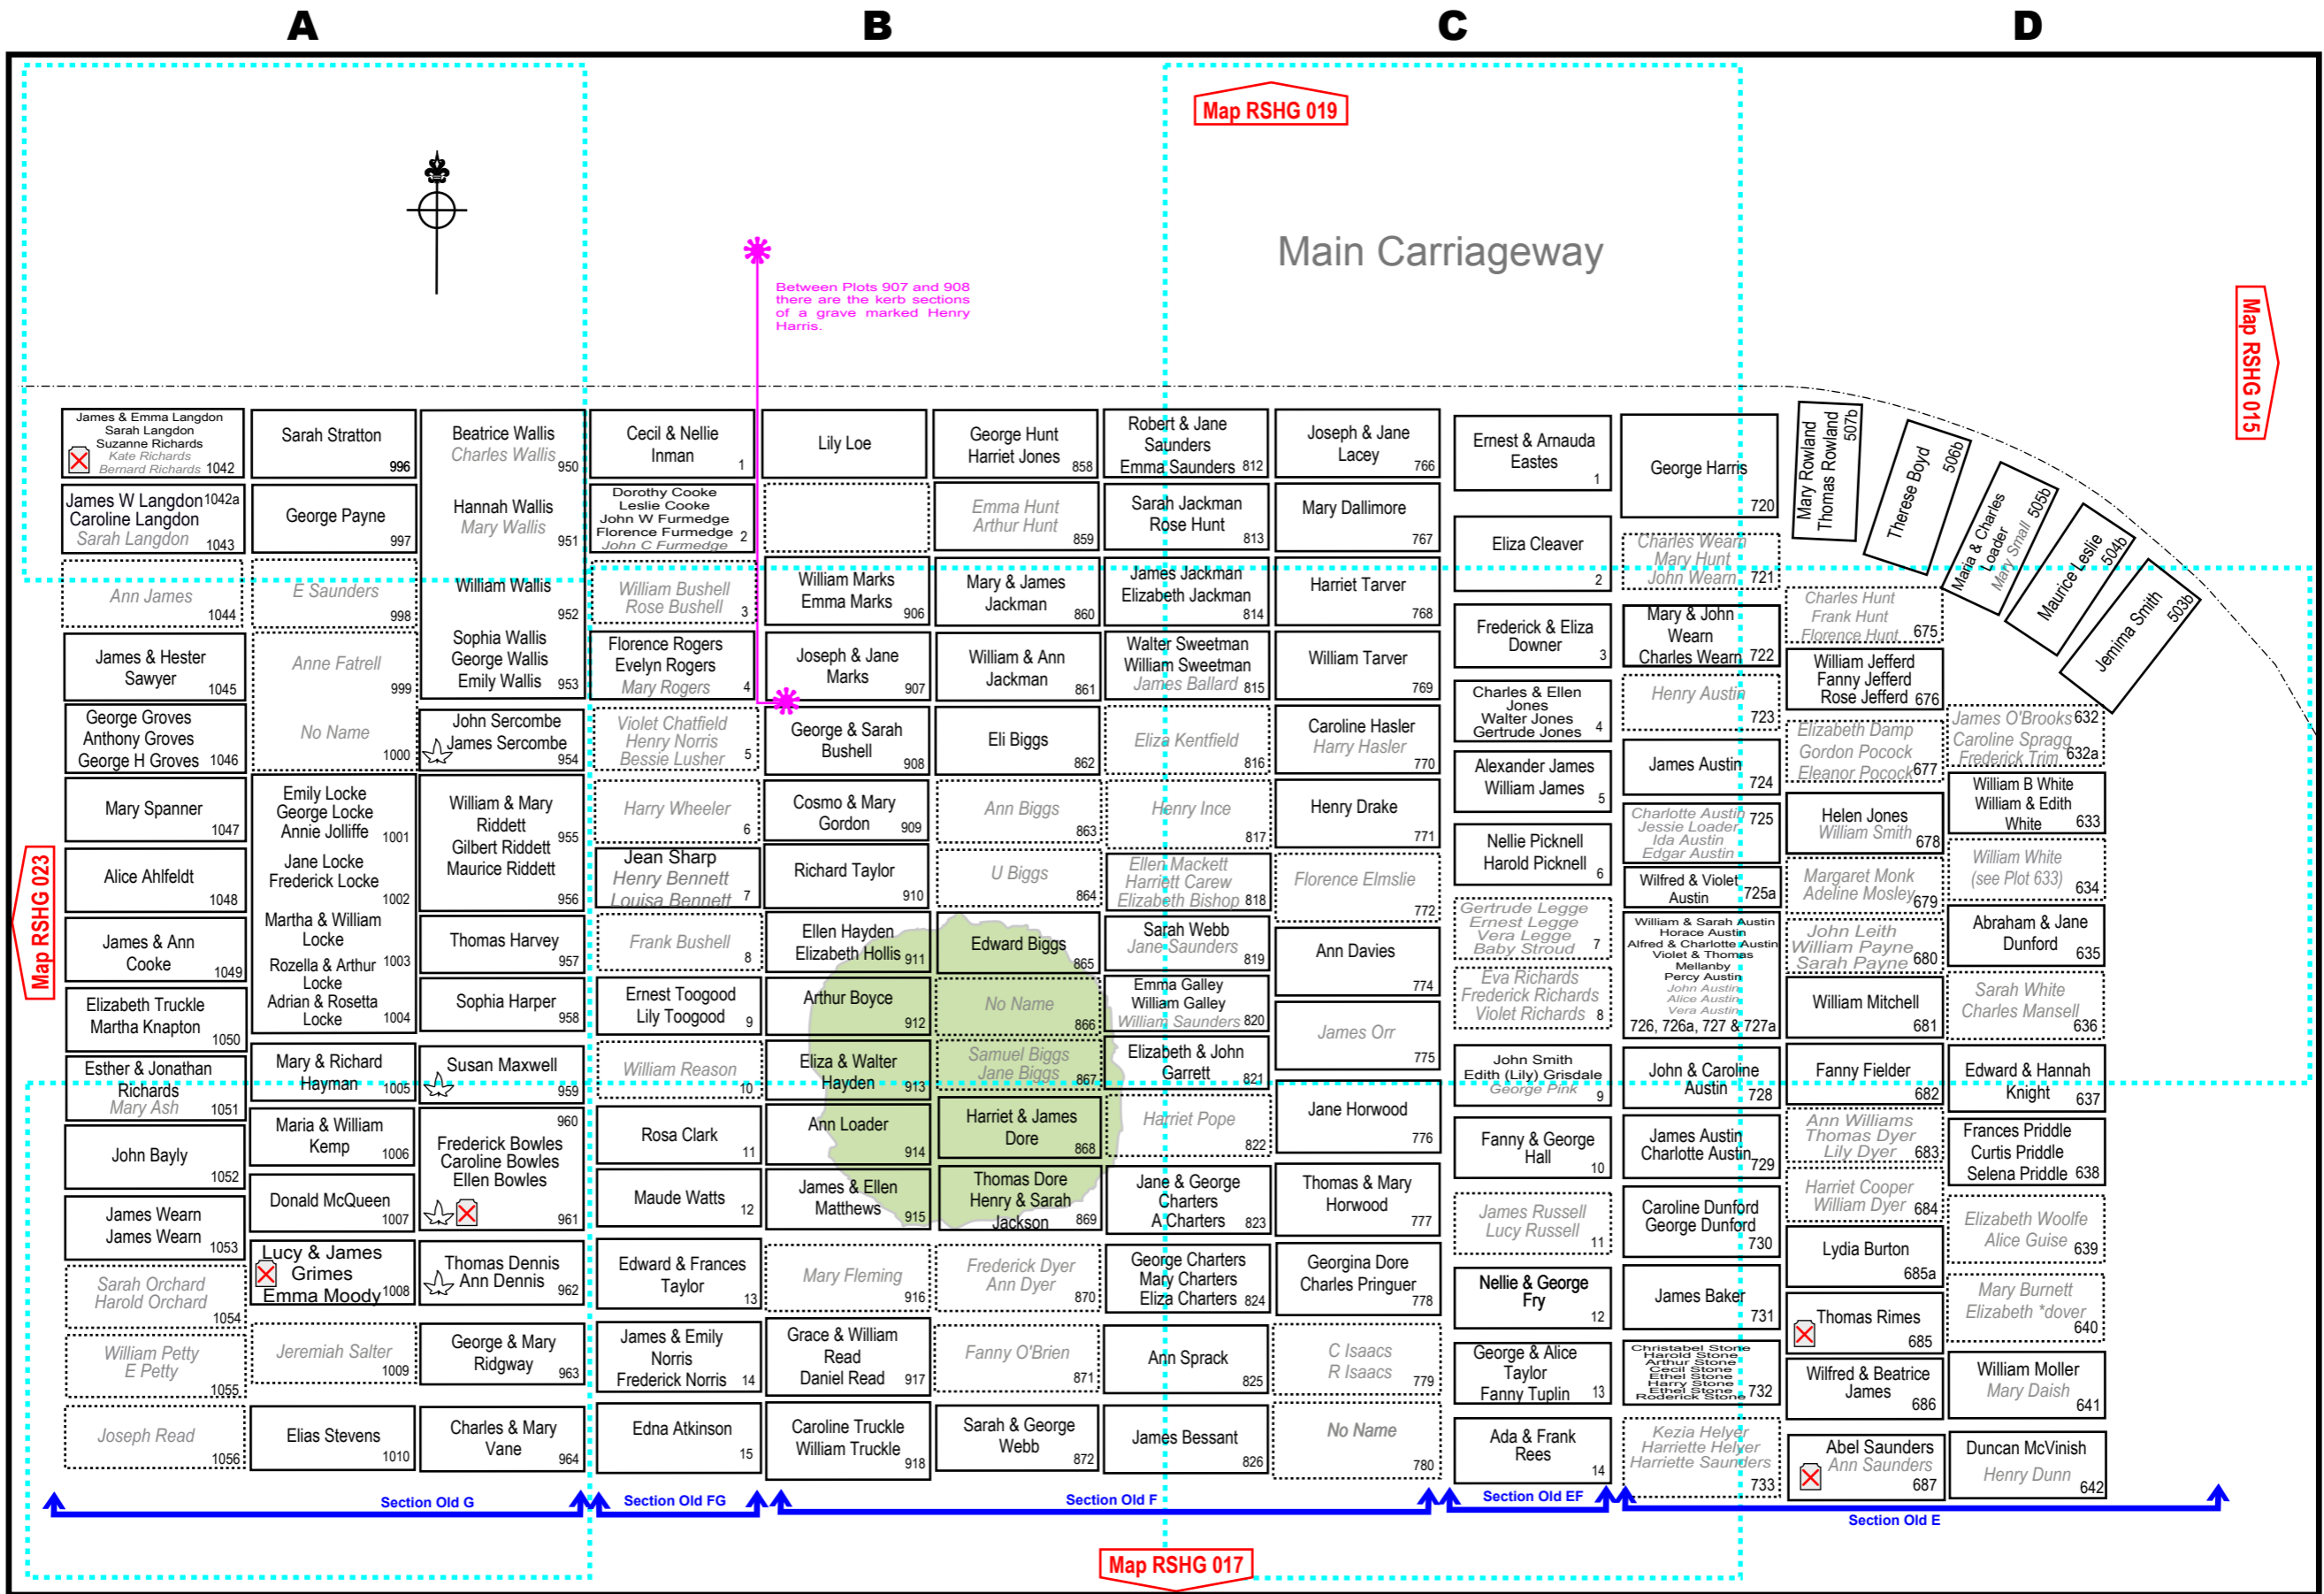 A
B
C
D
Map RSHG 019
Main Carriageway
Map RSHG 015
Between Plots 907 and 908
there are the kerb sections
of a grave marked Henry
Harris.
Map RSHG 023
James & Emma Langdon
Sarah Langdon
Suzanne Richards
Kate Richards
Bernard Richards 1042
James W Langdon 1042a
Caroline Langdon
Sarah Langdon 1043
Ann James
1044
James & Hester
Sawyer
1045
George Groves
Anthony Groves
George H Groves 1046
Mary Spanner
1047
Alice Ahlfeldt
1048
James & Ann
Cooke
1049
Elizabeth Truckle
Martha Knapton
1050
Esther & Jonathan
Richards
Mary Ash 1051
John Bayly
1052
James Wearn
James Wearn
1053
Sarah Orchard
Harold Orchard
1054
William Petty
E Petty
1055
Joseph Read
1056
Sarah Stratton
996
George Payne
997
E Saunders
998
Anne Fatrell
999
No Name
1000
Emily Locke
George Locke
Annie Jolliffe 1001
Jane Locke
Frederick Locke
1002
Martha & William
Locke
1003
Rozella & Arthur
Locke
Adrian & Rosetta
Locke 1004
Mary & Richard
Hayman 1005
Maria & William
Kemp 1006
Donald McQueen
1007
Lucy & James
Grimes
Emma Moody 1008
Jeremiah Salter
1009
Elias Stevens
1010
Beatrice Wallis
Charles Wallis 950
Hannah Wallis
Mary Wallis
951
William Wallis
952
Sophia Wallis
George Wallis
Emily Wallis 953
John Sercombe
James Sercombe
954
William & Mary
Riddett
955
Gilbert Riddett
Maurice Riddett
956
Thomas Harvey
957
Sophia Harper
958
Susan Maxwell
959
960
Frederick Bowles
Caroline Bowles
Ellen Bowles
961
Thomas Dennis
Ann Dennis
962
George & Mary
Ridgway
963
Charles & Mary
Vane
964
Cecil & Nellie
Inman
1
Dorothy Cooke
Leslie Cooke
John W Furmedge
Florence Furmedge 2
John C Furmedge
William Bushell
Rose Bushell 3
Florence Rogers
Evelyn Rogers
Mary Rogers 4
Violet Chatfield
Henry Norris
Bessie Lusher 5
Harry Wheeler
6
Jean Sharp
Henry Bennett
Louisa Bennett 7
Frank Bushell
8
Ernest Toogood
Lily Toogood 9
William Reason
10
Rosa Clark
11
Maude Watts
12
Edward & Frances
Taylor
13
James & Emily
Norris
Frederick Norris 14
Edna Atkinson
15
Lily Loe
William Marks
Emma Marks
906
Joseph & Jane
Marks
907
George & Sarah
Bushell
908
Cosmo & Mary
Gordon 909
Richard Taylor
910
Ellen Hayden
Elizabeth Hollis 911
Arthur Boyce
912
Eliza & Walter
Hayden 913
Ann Loader
914
James & Ellen
Matthews 915
Mary Fleming
916
Grace & William
Read
Daniel Read 917
Caroline Truckle
William Truckle
918
George Hunt
Harriet Jones
858
Emma Hunt
Arthur Hunt
859
Mary & James
Jackman
860
William & Ann
Jackman
861
Eli Biggs
862
Ann Biggs
863
U Biggs
864
Edward Biggs
865
No Name
866
Samuel Biggs
Jane Biggs 867
Harriet & James
Dore
868
Thomas Dore
Henry & Sarah
Jackson 869
Frederick Dyer
Ann Dyer
870
Fanny O'Brien
871
Sarah & George
Webb
872
Robert & Jane
Saunders
Emma Saunders 812
Sarah Jackman
Rose Hunt
813
James Jackman
Elizabeth Jackman
814
Walter Sweetman
William Sweetman
James Ballard 815
Eliza Kentfield
816
Henry Ince
817
Ellen Mackett
Harriett Carew
Elizabeth Bishop 818
Sarah Webb
Jane Saunders
819
Emma Galley
William Galley
William Saunders 820
Elizabeth & John
Garrett
821
Harriet Pope
822
Jane & George
Charters
A Charters 823
George Charters
Mary Charters
Eliza Charters 824
Ann Sprack
825
James Bessant
826
Joseph & Jane
Lacey
766
Mary Dallimore
767
Harriet Tarver
768
William Tarver
769
Caroline Hasler
Harry Hasler
770
Henry Drake
771
Florence Elmslie
772
Ann Davies
774
James Orr
775
Jane Horwood
776
Thomas & Mary
Horwood
777
Georgina Dore
Charles Pringuer
778
C Isaacs
R Isaacs
779
No Name
780
Ernest & Arnauda
Eastes
1
Eliza Cleaver
2
Frederick & Eliza
Downer
3
Charles & Ellen
Jones
Walter Jones
Gertrude Jones 4
Alexander James
William James
5
Nellie Picknell
Harold Picknell
6
Gertrude Legge
Ernest Legge
Vera Legge
Baby Stroud 7
Eva Richards
Frederick Richards
Violet Richards 8
John Smith
Edith (Lily) Grisdale
George Pink 9
Fanny & George
Hall
10
James Russell
Lucy Russell
11
Nellie & George
Fry
12
George & Alice
Taylor
Fanny Tuplin 13
Ada & Frank
Rees
14
George Harris
720
Charles Wearn
Mary Hunt
John Wearn 721
Mary & John
Wearn
Charles Wearn 722
Henry Austin
723
James Austin
724
Charlotte Austin 725
Jessie Loader
Ida Austin
Edgar Austin
Wilfred & Violet
Austin 725a
William & Sarah Austin
Horace Austin
Alfred & Charlotte Austin
Violet & Thomas
Mellanby
Percy Austin
John Austin
Alice Austin
Vera Austin
726, 726a, 727 & 727a
John & Caroline
Austin
728
James Austin
Charlotte Austin 729
Caroline Dunford
George Dunford
730
James Baker
731
Christabel Stone
Harold Stone
Arthur Stone
Cecil Stone
Ethel Stone
Harry Stone
Ethel Stone
Roderick Stone 732
Kezia Helyer
Harriette Helyer
Harriette Saunders
733
Mary Rowland
Thomas Rowland
507b
Therese Boyd
506b
Maria & Charles
Loader
Mary Small 505b
Maurice Leslie
504b
Jemima Smith
503b
Charles Hunt
Frank Hunt
Florence Hunt 675
William Jefferd
Fanny Jefferd
Rose Jefferd 676
Elizabeth Damp
Gordon Pocock
Eleanor Pocock 677
Helen Jones
William Smith
678
Margaret Monk
Adeline Mosley 679
John Leith
William Payne
Sarah Payne 680
William Mitchell
681
Fanny Fielder
682
Ann Williams
Thomas Dyer
Lily Dyer 683
Harriet Cooper
William Dyer 684
Lydia Burton
685a
Thomas Rimes
685
Wilfred & Beatrice
James
686
Abel Saunders
Ann Saunders
687
James O'Brooks 632
Caroline Spragg
Frederick Trim 632a
William B White
William & Edith
White 633
William White
(see Plot 633)
634
Abraham & Jane
Dunford
635
Sarah White
Charles Mansell
636
Edward & Hannah
Knight
637
Frances Priddle
Curtis Priddle
Selena Priddle 638
Elizabeth Woolfe
Alice Guise
639
Mary Burnett
Elizabeth *dover
640
William Moller
Mary Daish
641
Duncan McVinish
Henry Dunn
642
Section Old G
Section Old FG
Section Old F
Section Old EF
Section Old E
Map RSHG 017